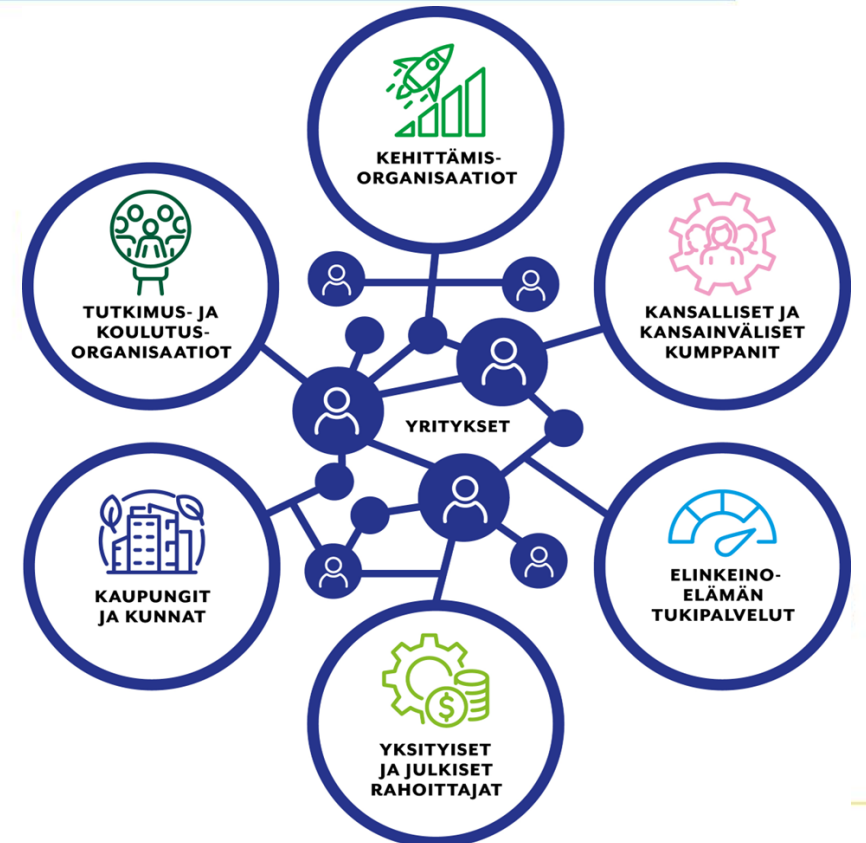 KEHITTÄMIS-
ORGANISAATIOT
TUTKIMUS- JA
KOULUTUS-
ORGANISAATIOT
KANSALLISET JA
KANSAINVÄLISET
KUMPPANIT
YRITYKSET
KAUPUNGIT
JA KUNNAT
ELINKEINO-
ELÄMÄN
TUKIPALVELUT
$
YKSITYISET
JA JULKISET
RAHOITTAJAT